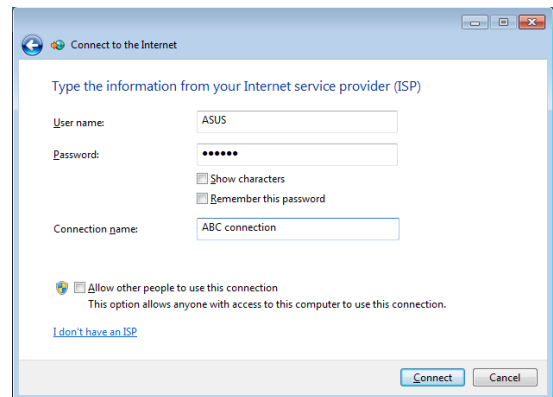 Connect to the Internet
Type the information from your Internet service provider (ISP)
User name: ASUS
Password: ••••••
Show characters
Remember this password
Connection name: ABC connection
Allow other people to use this connection
This option allows anyone with access to this computer to use this connection.
I don't have an ISP
Connect Cancel